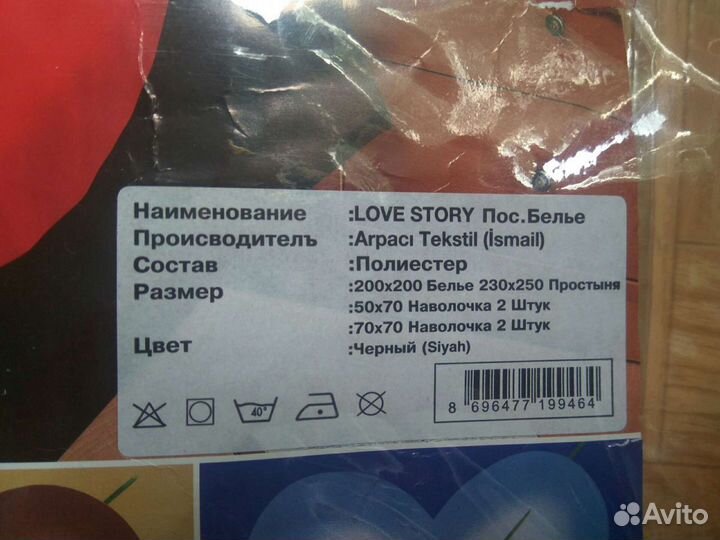 Наименование :LOVE STORY Пос.Белье
Производителъ :Arpacı Tekstil (İsmail)
Состав :Полиестер
Размер :200x200 Белье 230x250 Простыня
:50x70 Наволочка 2 Штук
:70x70 Наволочка 2 Штук
Цвет :Черный (Siyah)
40°
8 696477 199464
Avito